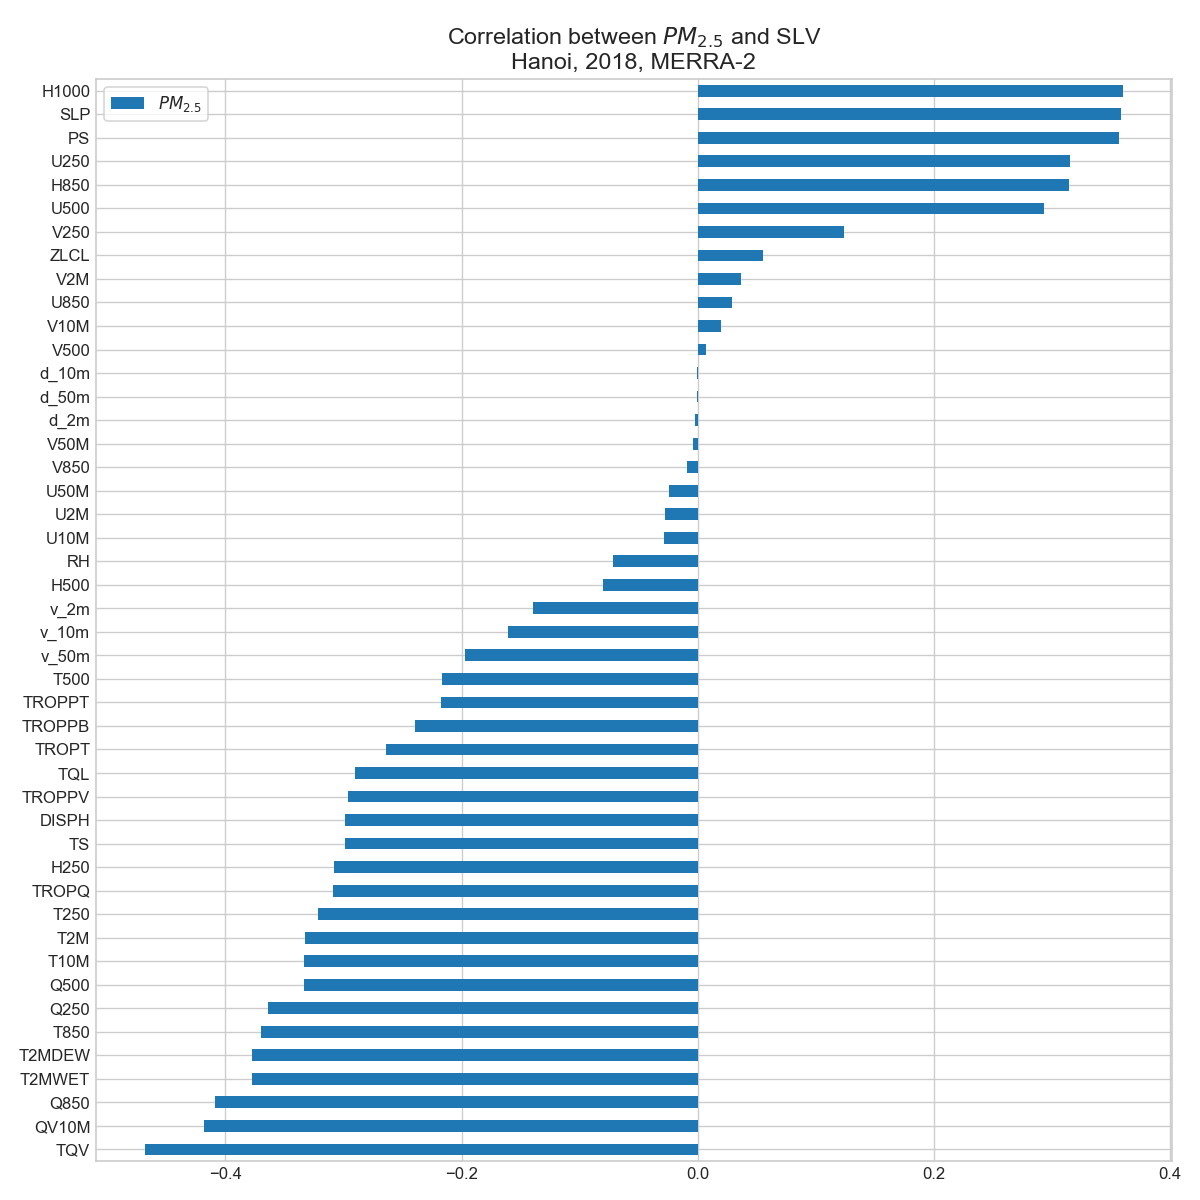 Correlation between PM2.5 and SLV
Hanoi, 2018, MERRA-2
PM2.5
H1000
SLP
PS
U250
H850
U500
V250
ZLCL
V2M
U850
V10M
V500
d_10m
d_50m
d_2m
V50M
V850
U50M
U2M
U10M
RH
H500
v_2m
v_10m
v_50m
T500
TROPPT
TROPPB
TROPT
TQL
TROPPV
DISPH
TS
H250
TROPQ
T250
T2M
T10M
Q500
Q250
T850
T2MDEW
T2MWET
Q850
QV10M
TQV
−0.4 −0.2 0.0 0.2 0.4